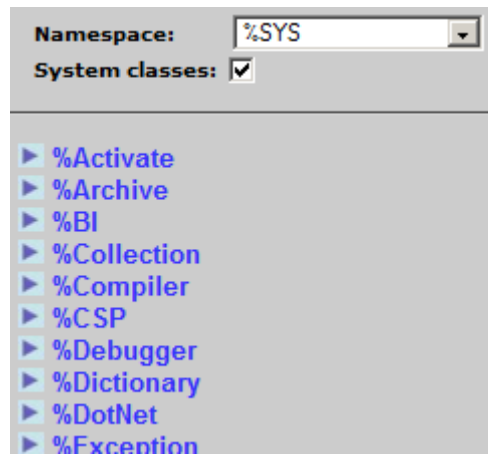 Namespace: %SYS
System classes:
%Activate
%Archive
%BI
%Collection
%Compiler
%CSP
%Debugger
%Dictionary
%DotNet
%Exception